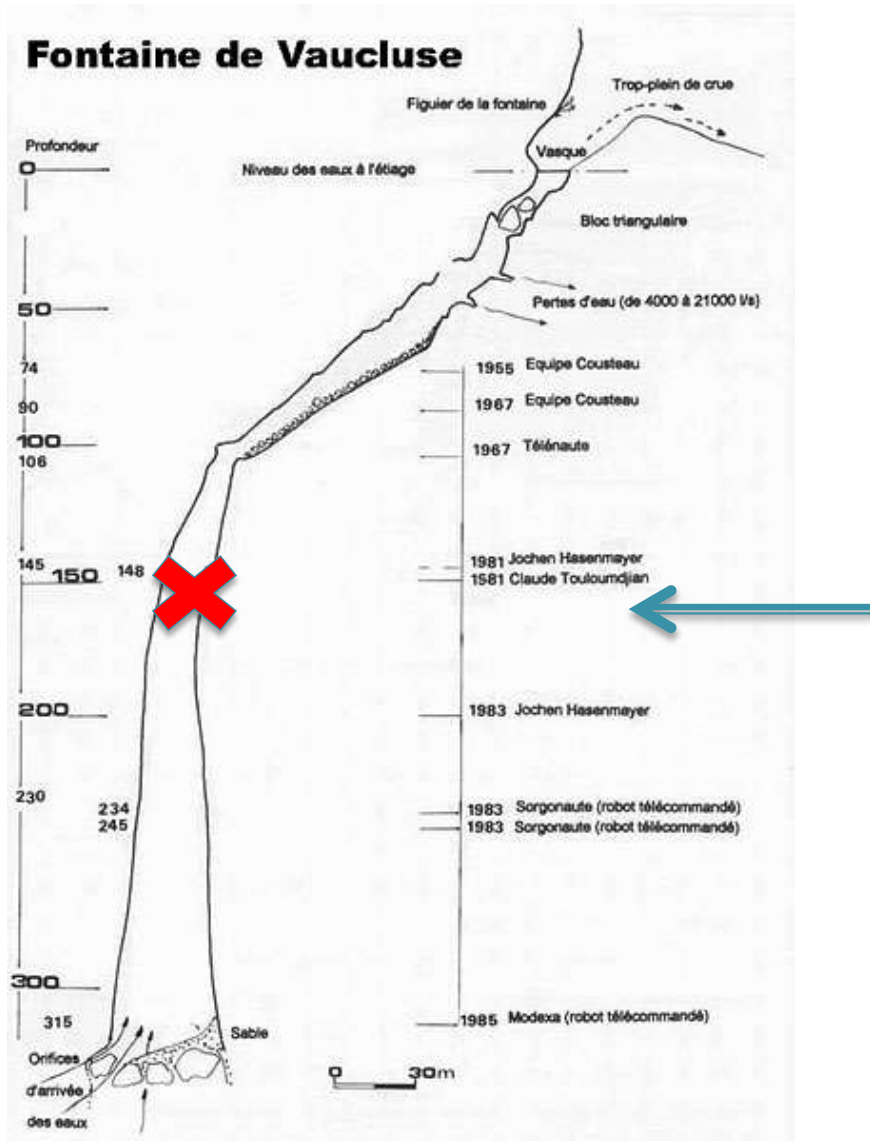 Fontaine de Vaucluse
Trop-plein de crue
Figuier de la fontaine
Profondeur
Vasque
0
Niveau des eaux à l'étiage
Bloc triangulaire
50
Pertes d'eau (de 4000 à 21000 l/s)
74
1955 Equipe Cousteau
90
1967 Equipe Cousteau
100
106
1967 Télénaute
145
148
1981 Jochen Hasenmayer
150
1581 Claude Touloumdjian
200
1983 Jochen Hasenmayer
230
234
1983 Sorgonaute (robot télécommandé)
245
1983 Sorgonaute (robot télécommandé)
300
315
1985 Modexa (robot télécommandé)
Sable
Orifices
d'arrivée
des eaux
0 30m